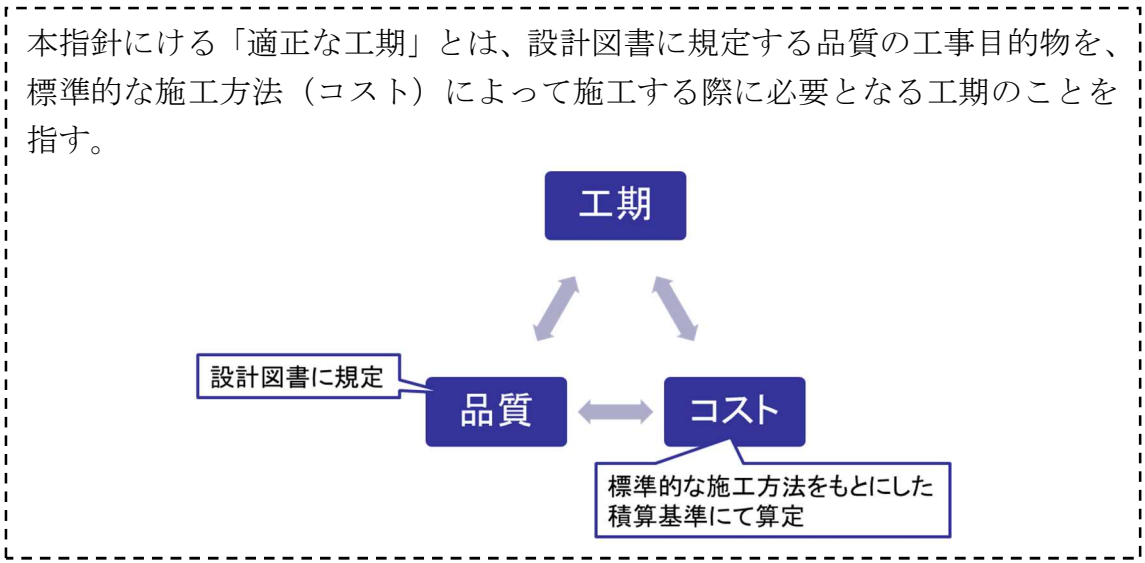 本指針にける「適正な工期」とは、設計図書に規定する品質の工事目的物を、
標準的な施工方法（コスト）によって施工する際に必要となる工期のことを
指す。
工期
設計図書に規定
品質
コスト
標準的な施工方法をもとにした
積算基準にて算定